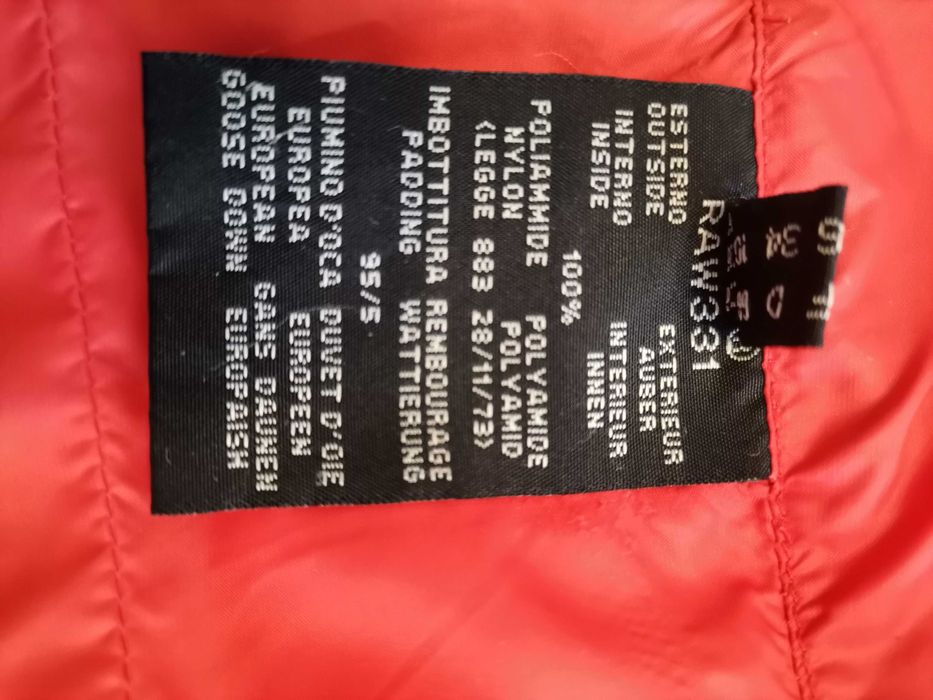 34 D
RAW331
ESTERNO EXTERIEUR
OUTSIDE AUBER
INTERNO INTERIEUR
INSIDE INNEN
100%
POLIAMMIDE POLYAMIDE
NYLON POLYAMID
<LEGGE 883 28/11/73>
IMBOTTITURA REMBOURAGE
PADDING WATTIERUNG
95/5
PIUMINO D'OCA DUVET D'OIE
EUROPEA EUROPEEN
EUROPEAN GANS DAUNEN
GOOSE DOWN EUROPAISH